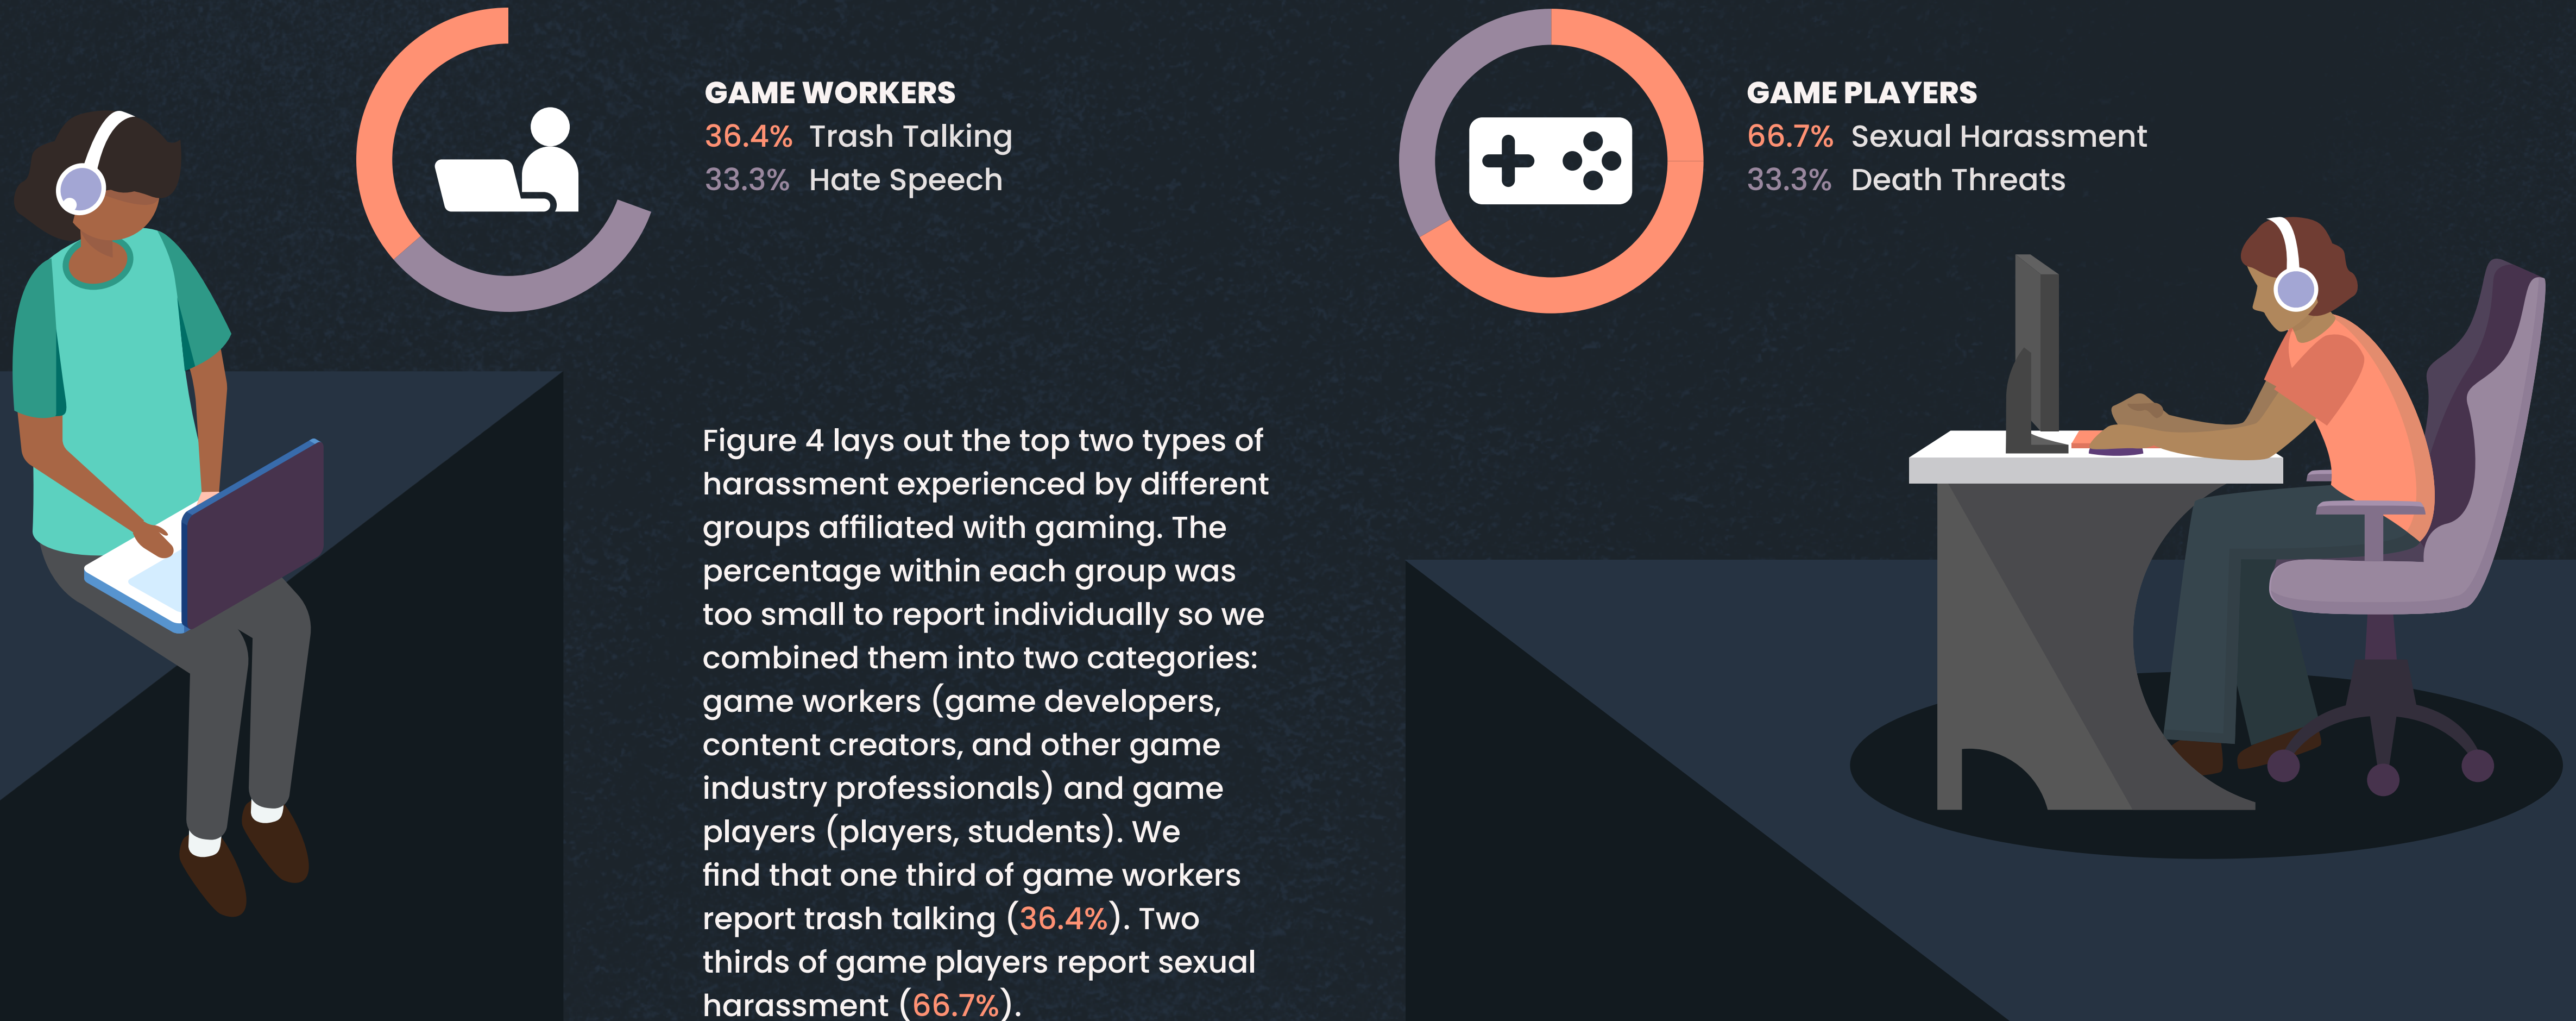 GAME WORKERS
36.4% Trash Talking
33.3% Hate Speech
GAME PLAYERS
66.7% Sexual Harassment
33.3% Death Threats
Figure 4 lays out the top two types of
harassment experienced by different
groups affiliated with gaming. The
percentage within each group was
too small to report individually so we
combined them into two categories:
game workers (game developers,
content creators, and other game
industry professionals) and game
players (players, students). We
find that one third of game workers
report trash talking (36.4%). Two
thirds of game players report sexual
harassment (66.7%).